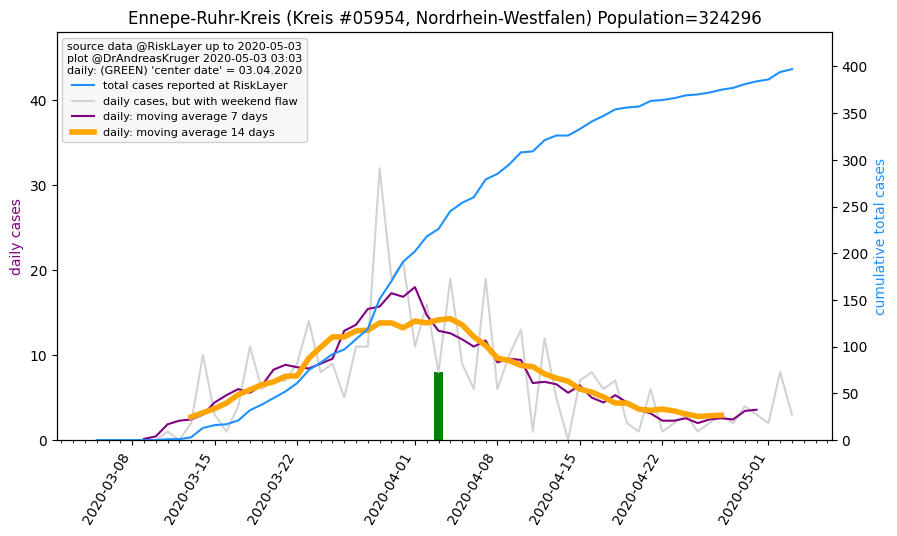 Ennepe-Ruhr-Kreis (Kreis #05954, Nordrhein-Westfalen) Population=324296
source data @RiskLayer up to 2020-05-03
plot @DrAndreasKruger 2020-05-03 03:03
daily: (GREEN) 'center date' = 03.04.2020
total cases reported at RiskLayer
daily cases, but with weekend flaw
daily: moving average 7 days
daily: moving average 14 days
daily cases
40
30
20
10
0
400
350
300
250
200
150
100
50
0
cumulative total cases
2020-03-08
2020-03-15
2020-03-22
2020-04-01
2020-04-08
2020-04-15
2020-04-22
2020-05-01